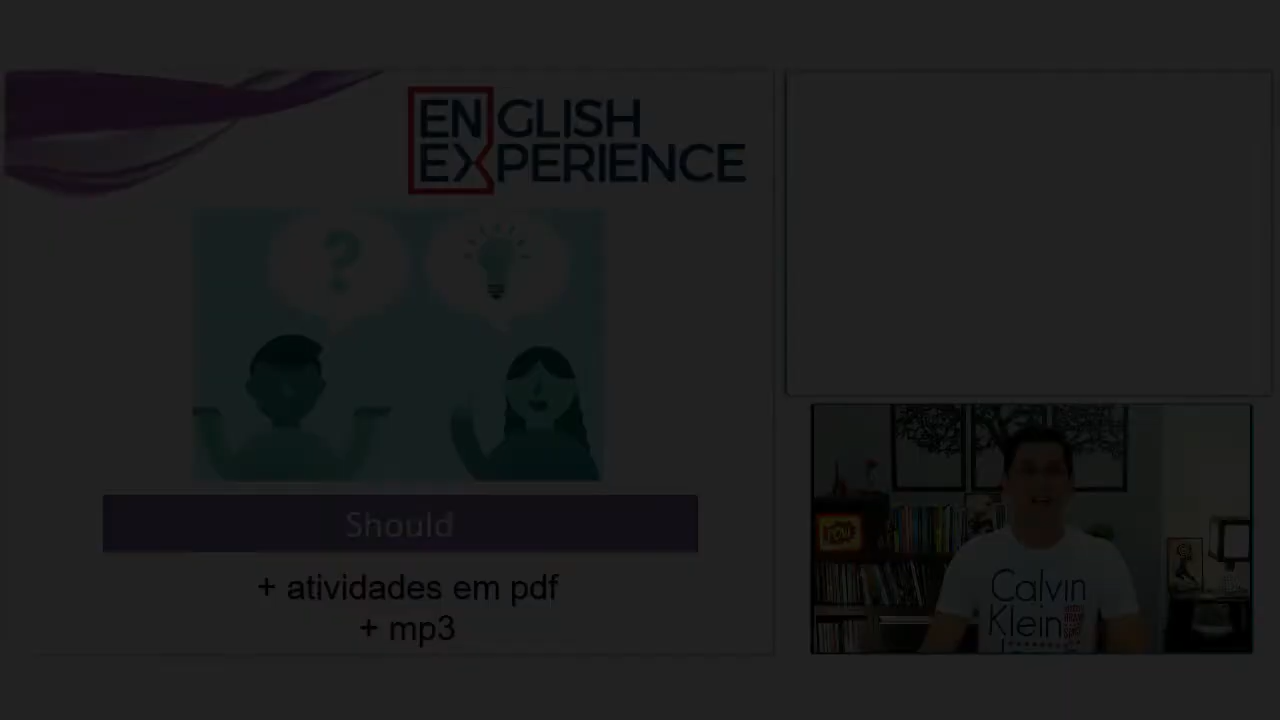 ENGLISH
EXPERIENCE
?
Should
+ atividades em pdf
+ mp3
Calvin
Klein